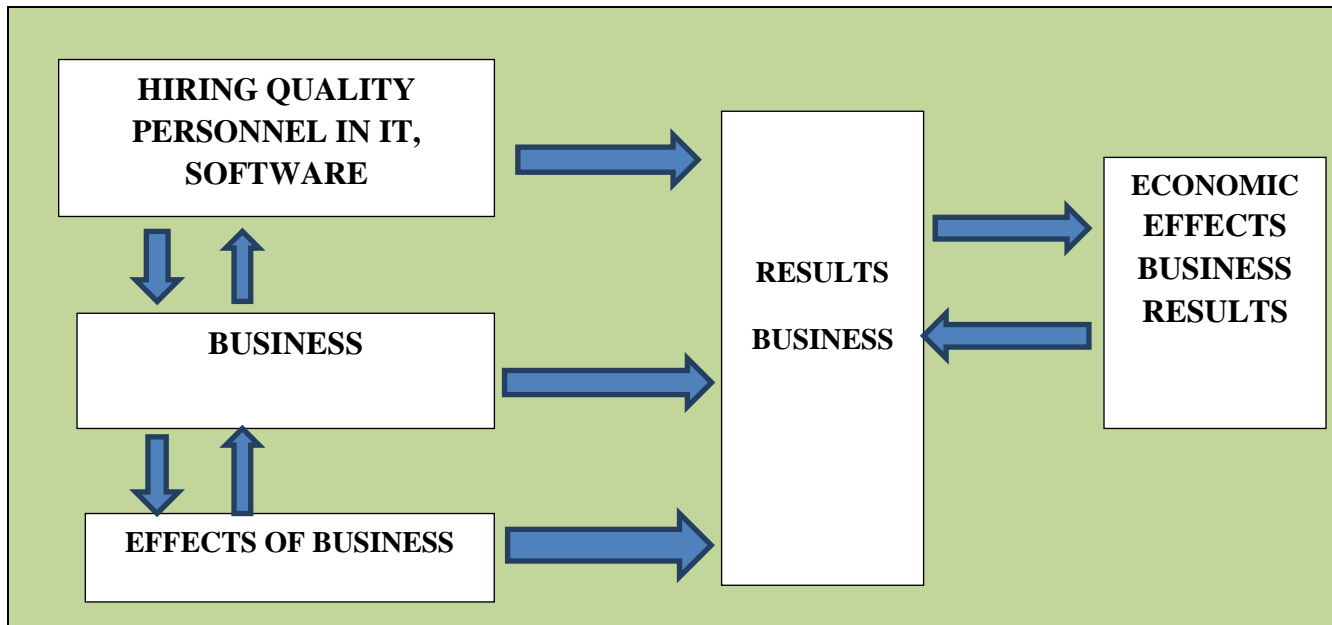 HIRING QUALITY
PERSONNEL IN IT,
SOFTWARE
BUSINESS
EFFECTS OF BUSINESS
RESULTS
BUSINESS
ECONOMIC
EFFECTS
BUSINESS
RESULTS